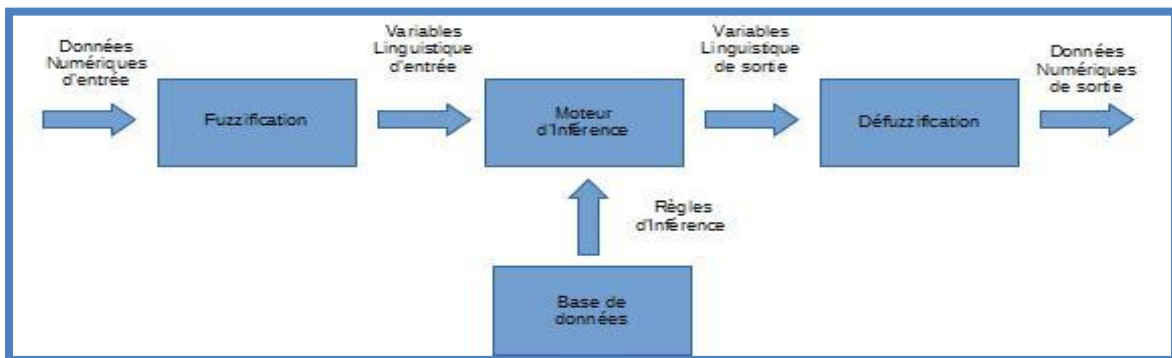 Données
Numériques
d'entrée
Fuzzification
Variables
Linguistique
d'entrée
Moteur
d'Inférence
Variables
Linguistique
de sortie
Défuzzification
Données
Numériques
de sortie
Règles
d'Inférence
Base de
données